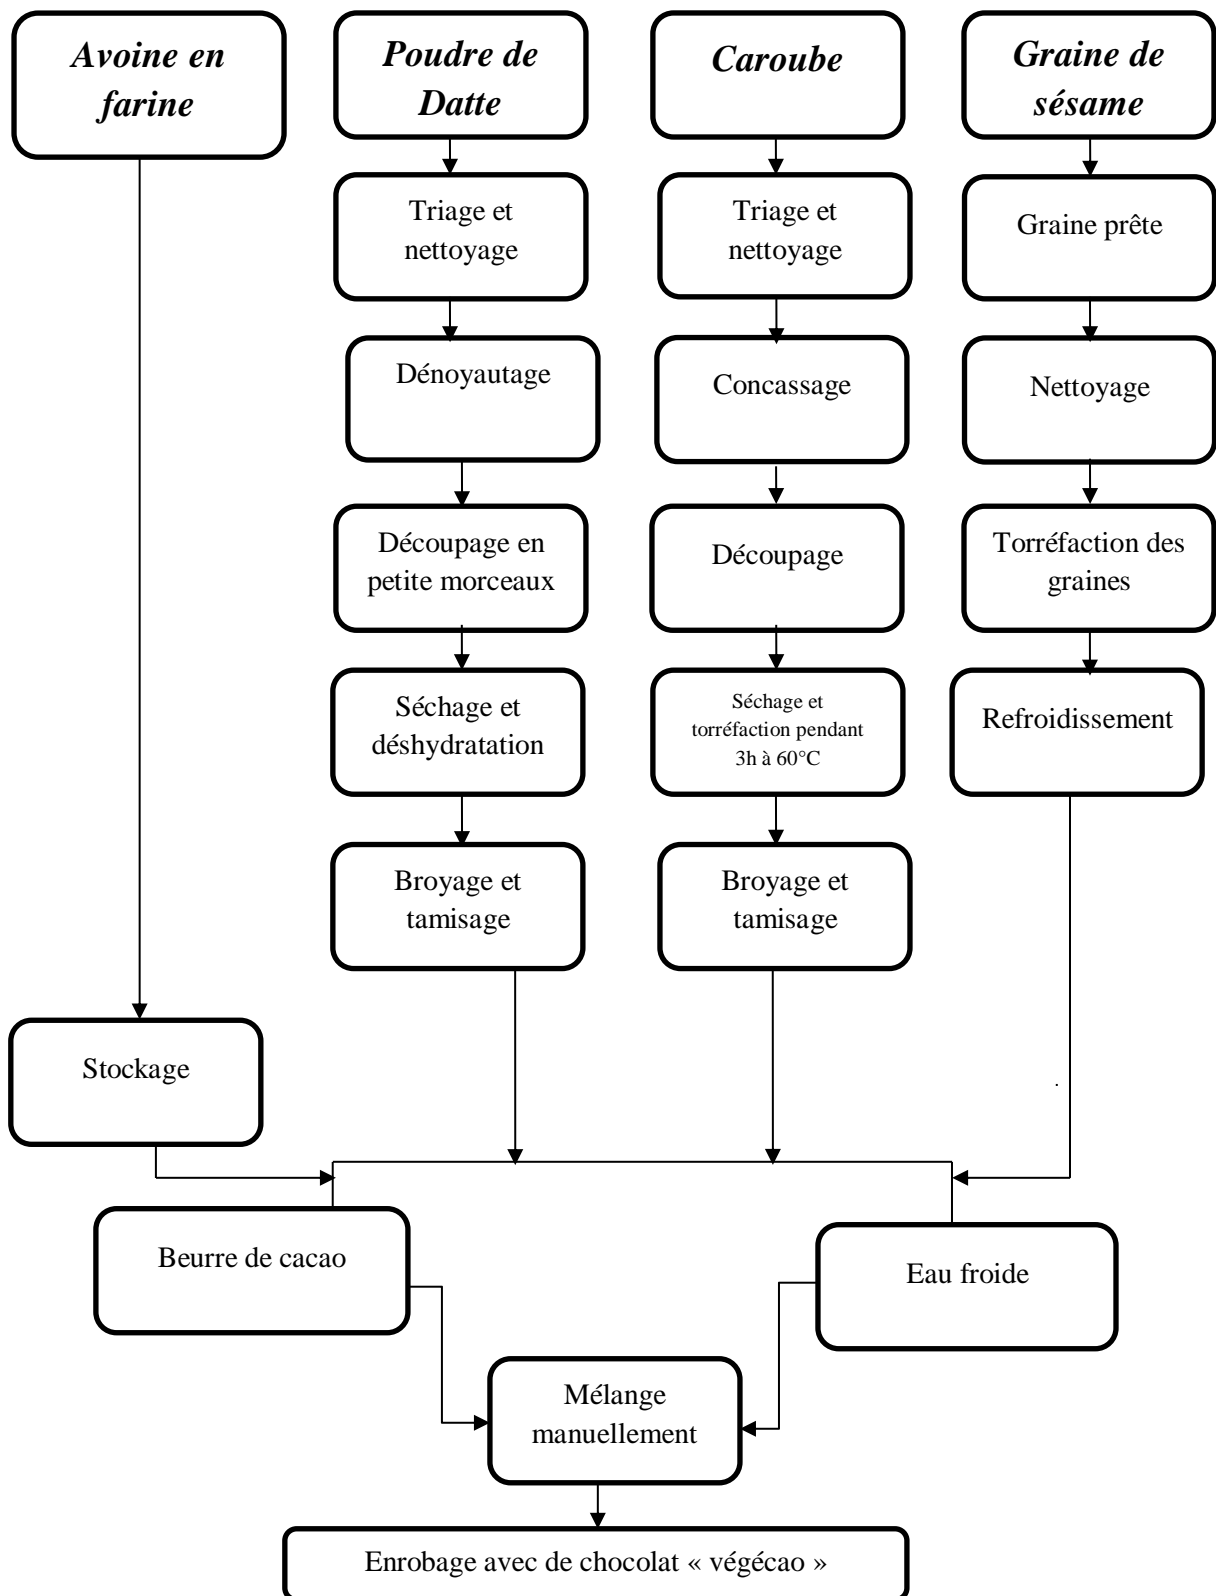 Avoine en
farine
Poudre de
Datte
Caroube
Graine de
sésame
Triage et
nettoyage
Triage et
nettoyage
Graine prête
Dénoyautage
Concassage
Nettoyage
Découpage en
petite morceaux
Découpage
Torréfaction des
graines
Séchage et
déshydratation
Séchage et
torréfaction pendant
3h à 60°C
Refroidissement
Broyage et
tamisage
Broyage et
tamisage
Stockage
.
Beurre de cacao
Eau froide
Mélange
manuellement
Enrobage avec de chocolat « végécao »